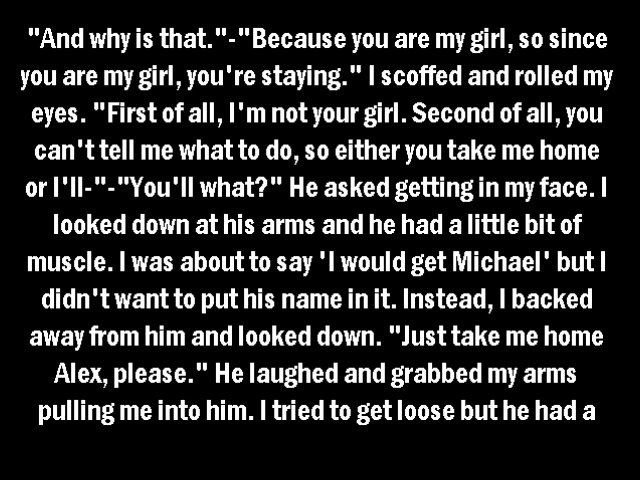 "And why is that."-"Because you are my girl, so since
you are my girl, you're staying." I scoffed and rolled my
eyes. "First of all, I'm not your girl. Second of all, you
can't tell me what to do, so either you take me home
or I'll-"-"You'll what?" He asked getting in my face. I
looked down at his arms and he had a little bit of
muscle. I was about to say 'I would get Michael' but I
didn't want to put his name in it. Instead, I backed
away from him and looked down. "Just take me home
Alex, please." He laughed and grabbed my arms
pulling me into him. I tried to get loose but he had a